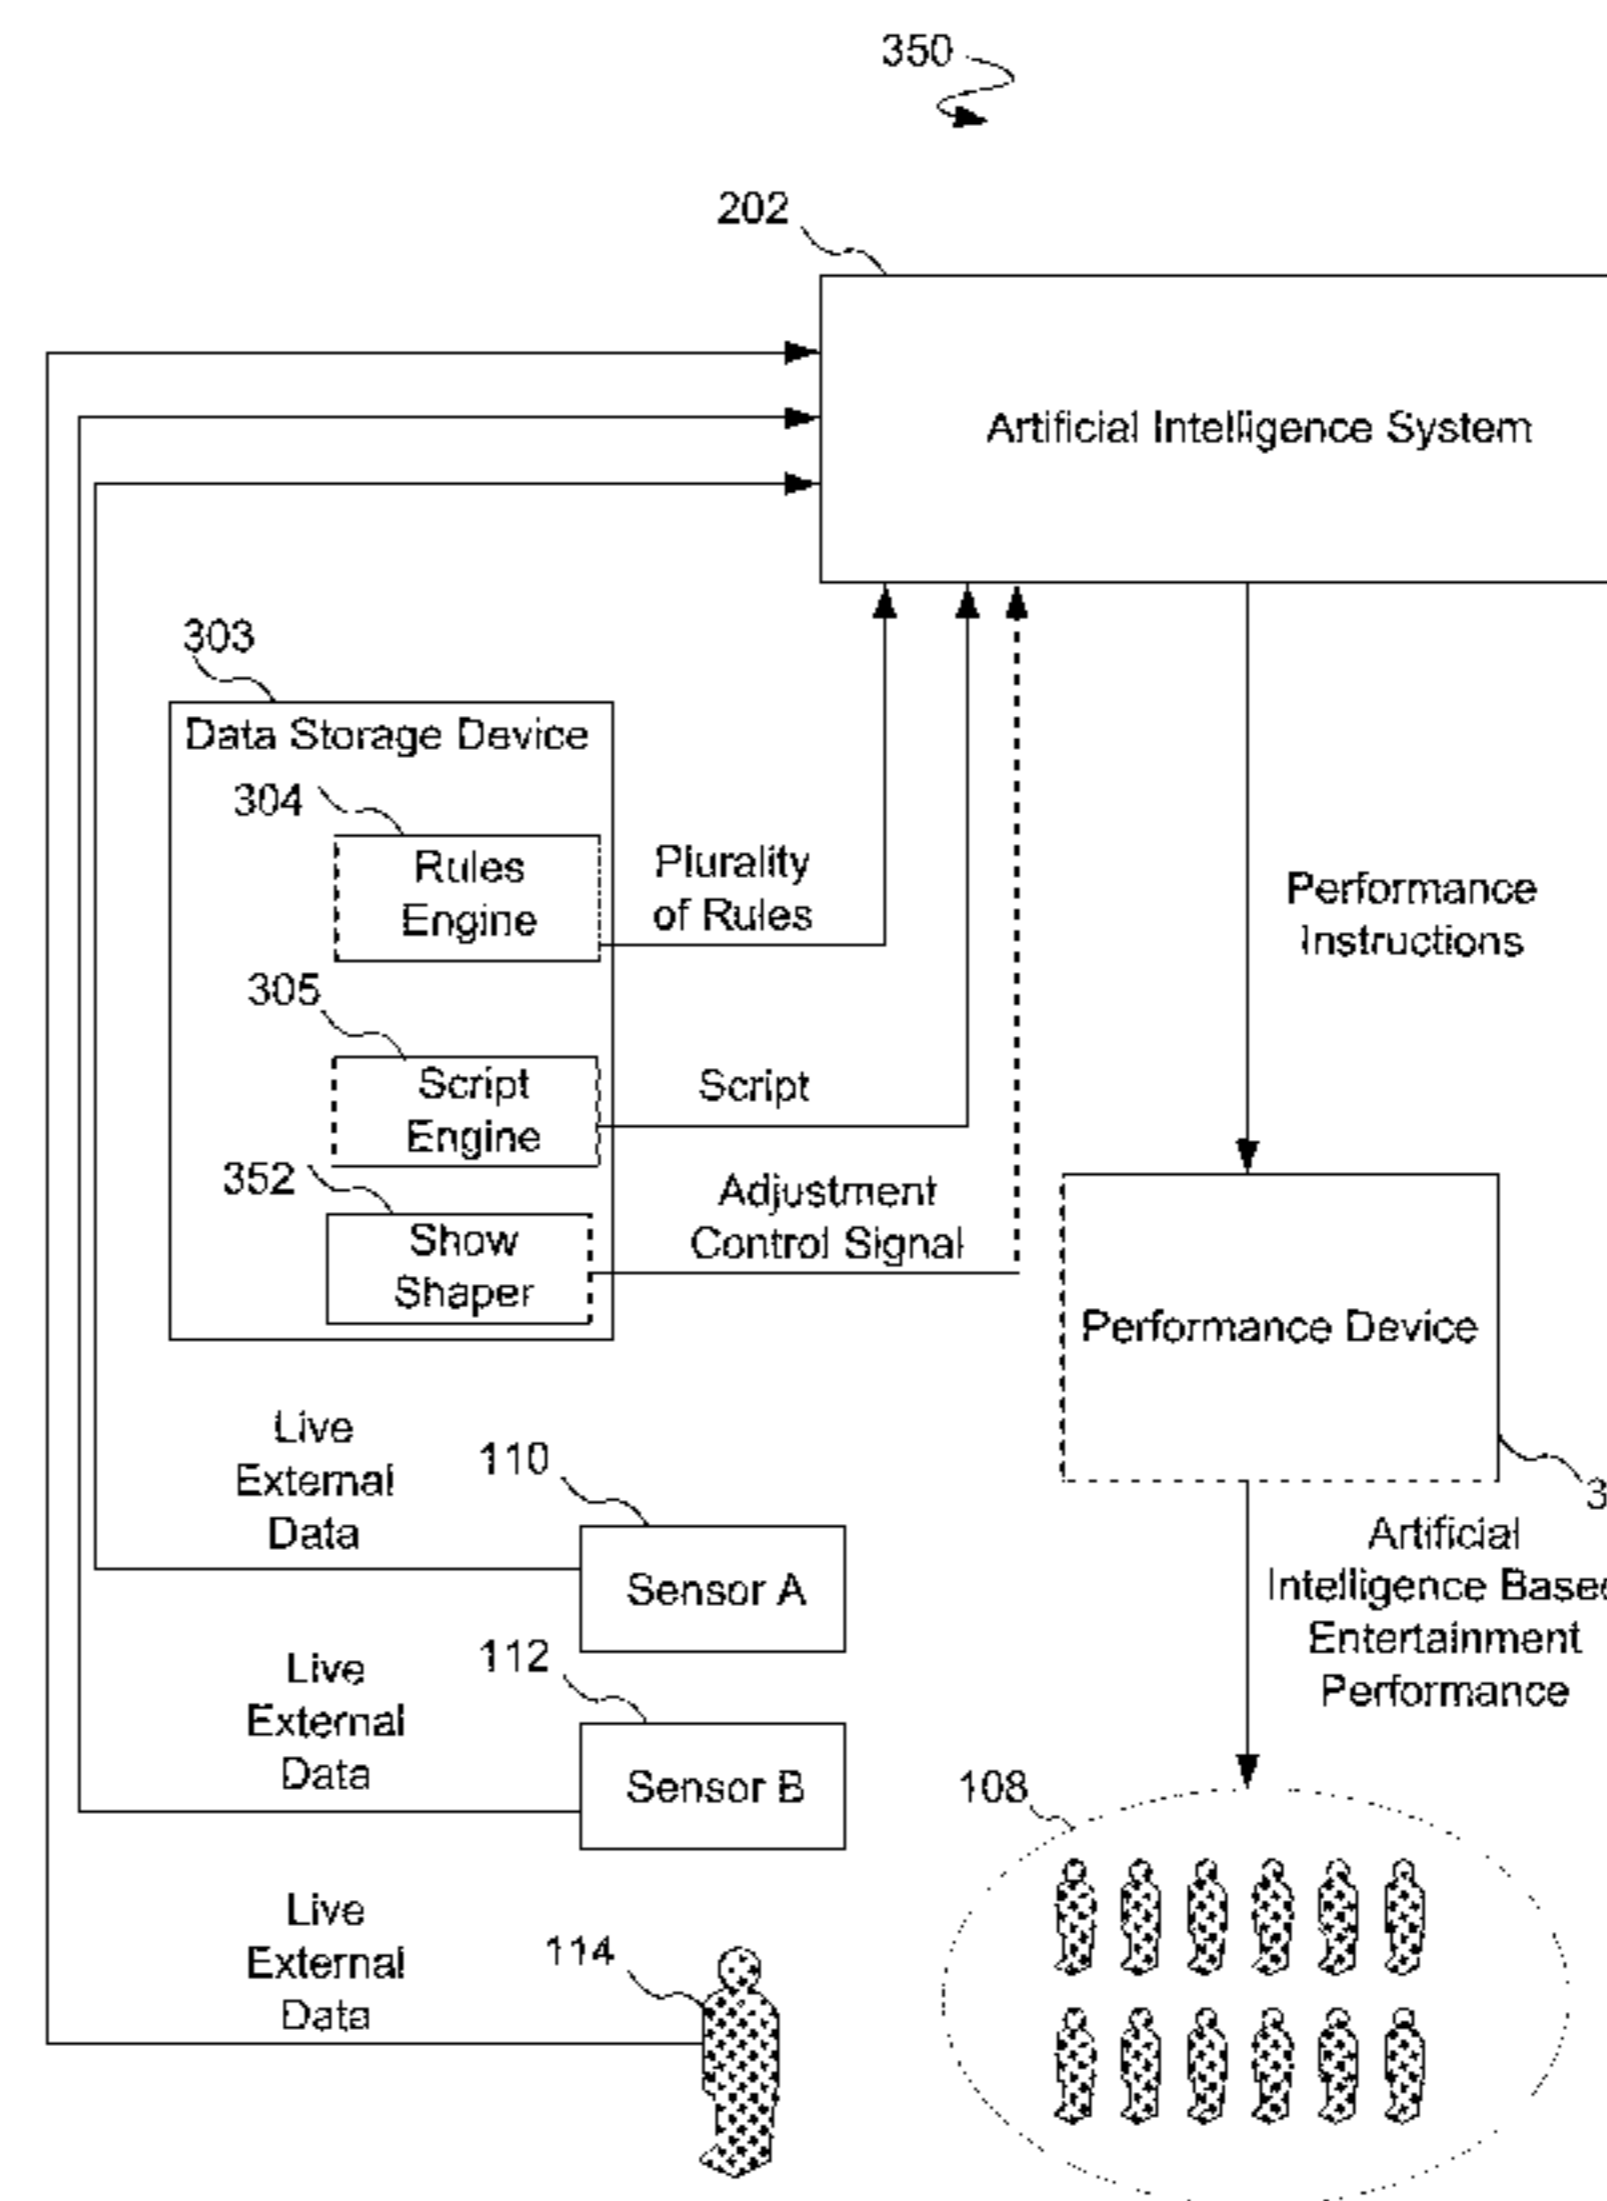 350
202
Artificial Intelligence System
303
Data Storage Device
304
Rules
Engine
Plurality
of Rules
305
Script
Engine
Script
352
Show
Shaper
Adjustment
Control Signal
Performance
Instructions
Performance Device
Live
External
Data
110
Sensor A
Artificial
Intelligence
Entertainment
Performance
Live
External
Data
112
Sensor B
108
Live
External
Data
114